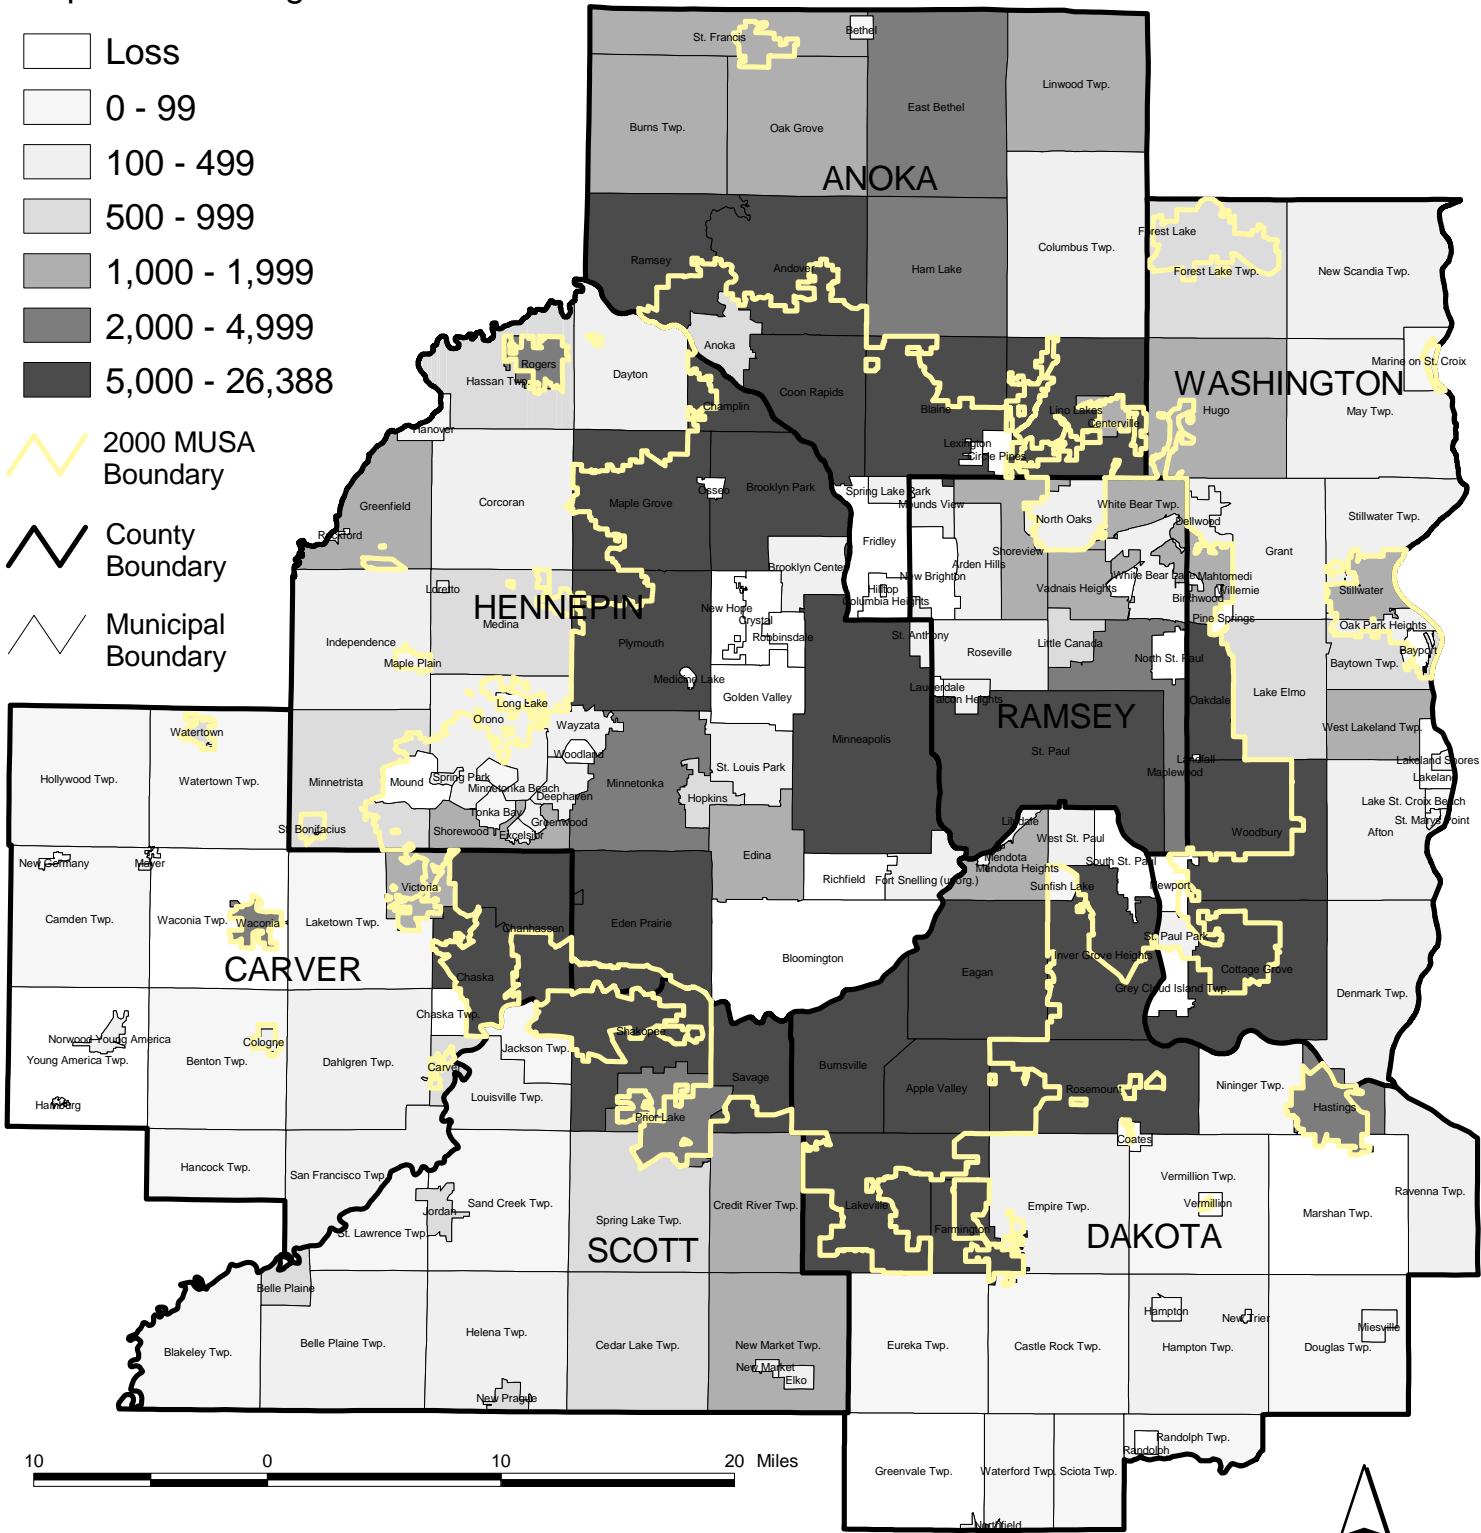 Loss
0 - 99
100 - 499
500 - 999
1,000 - 1,999
2,000 - 4,999
5,000 - 26,388
2000 MUSA
Boundary
County
Boundary
Municipal
Boundary
St. Francis
Bethel
Linwood Twp.
East Bethel
Burns Twp.
Oak Grove
ANOKA
Columbus Twp.
Ramsey
Andover
Ham Lake
Forest Lake
Forest Lake Twp.
New Scandia Twp.
Anoka
Rogers
Hassan Twp.
Dayton
Marine on St. Croix
WASHINGTON
Coon Rapids
Champlin
Blaine
Lino Lakes
Centerville
Hugo
May Twp.
Hanover
Lexington
Circle Pines
Greenfield
Corcoran
Maple Grove
Osseo
Brooklyn Park
Spring Lake Park
Mounds View
North Oaks
White Bear Twp.
Dellwood
Stillwater Twp.
Rockford
Fridley
Shoreview
Grant
Brooklyn Center
Arden Hills
New Brighton
White Bear Lake
Mahtomedi
Loretto
Hilltop
Vadnais Heights
Willernie
Birchwood
Stillwater
HENNEPIN
New Hope
Columbia Heights
Medina
Crystal
Pine Springs
Oak Park Heights
Independence
Plymouth
Robbinsdale
St. Anthony
Roseville
Little Canada
North St. Paul
Bayport
Baytown Twp.
Maple Plain
Medicine Lake
Golden Valley
Lauderdale
Falcon Heights
Oakdale
Lake Elmo
Long Lake
Orono
Wayzata
RAMSEY
West Lakeland Twp.
Watertown
Woodland
Minneapolis
St. Paul
Landfall
Maplewood
Lakeland Shores
Lakeland
Hollywood Twp.
Watertown Twp.
Minnetrista
Mound
Spring Park
Minnetonka Beach
Minnetonka
St. Louis Park
Deephaven
Hopkins
Lake St. Croix Beach
Tonka Bay
Greenwood
St. Marys Point
St. Bonifacius
Shorewood
Excelsior
Lilydale
West St. Paul
Woodbury
Afton
New Germany
Mayer
Edina
Mendota
Mendota Heights
South St. Paul
Victoria
Richfield
Fort Snelling (unorg.)
Sunfish Lake
Newport
Camden Twp.
Waconia Twp.
Waconia
Laketown Twp.
Chanhassen
Eden Prairie
St. Paul Park
CARVER
Bloomington
Inver Grove Heights
Cottage Grove
Chaska
Eagan
Grey Cloud Island Twp.
Denmark Twp.
Chaska Twp.
Norwood Young America
Cologne
Shakopee
Jackson Twp.
Young America Twp.
Benton Twp.
Dahlgren Twp.
Carver
Burnsville
Savage
Apple Valley
Rosemount
Nininger Twp.
Hamburg
Louisville Twp.
Prior Lake
Hastings
Coates
Hancock Twp.
San Francisco Twp.
Vermillion Twp.
Ravenna Twp.
Sand Creek Twp.
Credit River Twp.
Lakeville
Empire Twp.
Vermillion
Marshan Twp.
Jordan
Spring Lake Twp.
Farmington
St. Lawrence Twp.
SCOTT
DAKOTA
Belle Plaine
Hampton
New Trier
Miesville
Blakeley Twp.
Belle Plaine Twp.
Helena Twp.
Cedar Lake Twp.
New Market Twp.
Eureka Twp.
Castle Rock Twp.
Hampton Twp.
Douglas Twp.
New Market
Elko
New Prague
Randolph Twp.
Randolph
10 0 10 20 Miles
Greenvale Twp.
Waterford Twp.
Sciota Twp.
Northfield